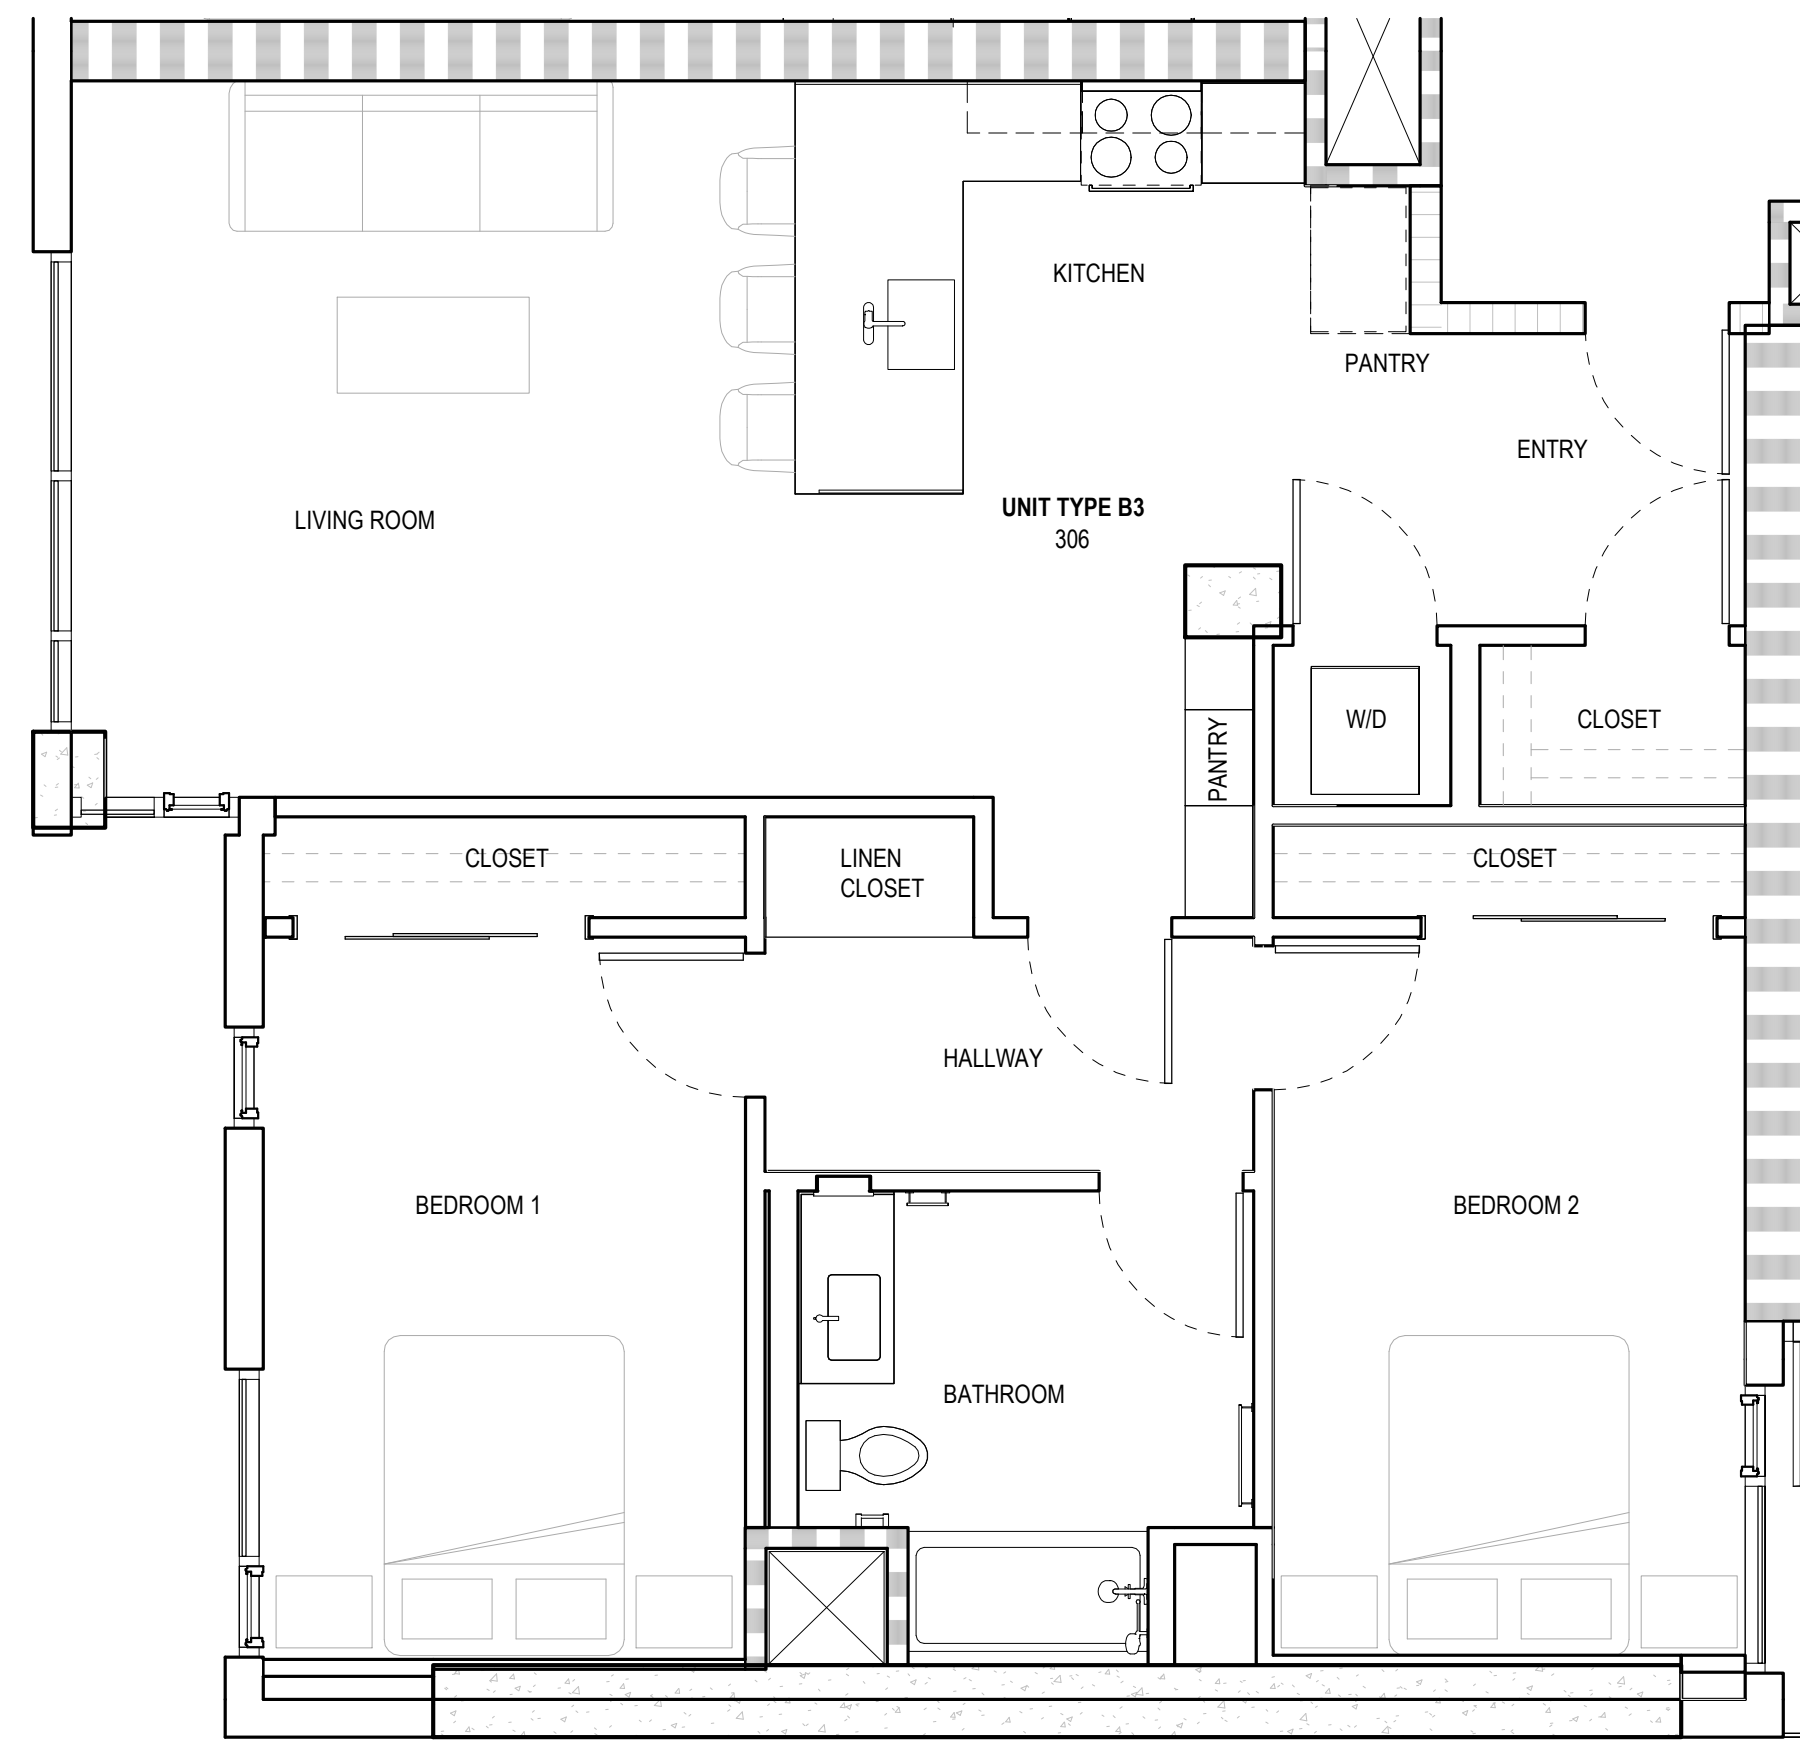 KITCHEN
PANTRY
ENTRY
UNIT TYPE B3
306
LIVING ROOM
W/D
CLOSET
PANTRY
CLOSET
LINEN
CLOSET
CLOSET
HALLWAY
BEDROOM 1
BEDROOM 2
BATHROOM